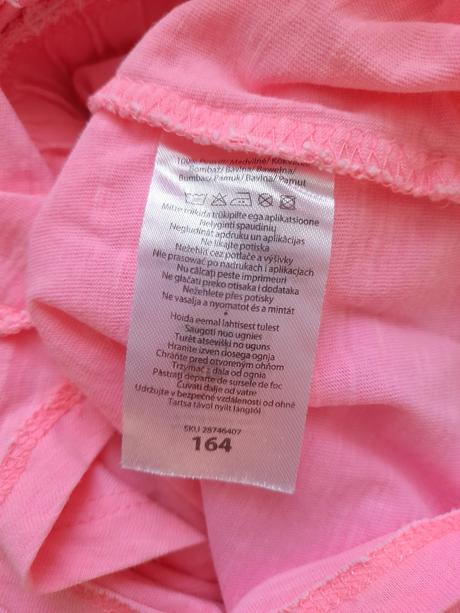 100%
Bombaž/ Bavlna/ Bawełna/
Bumbac/ Pamuk/ Bavlna/ Pamut
Mitte triikida trükipilte ega aplikatsioone
Nelyginti spaudinių
Negludināt apdruku un aplikācijas
Ne likajte potiska
Nežehliť cez potlače a výšivky
Nie prasować po nadrukach i aplikacjach
Nu călcați peste imprimeuri
Ne glačati preko otisaka i dodataka
Nežehlete přes potisky
Ne vasalja a nyomatot és a mintát
*
Hoida eemal lahtisest tulest
Saugoti nuo ugnies
Turēt atsevišķi no uguns
Hranite izven dosega ognja
Chráňte pred otvoreným ohňom
Trzymać z dala od ognia
Păstrați departe de sursele de foc
Čuvati dalje od vatre
Udržujte v bezpečné vzdálenosti od ohně
Tartsa távol nyílt lángtól
SKU 28746407
164